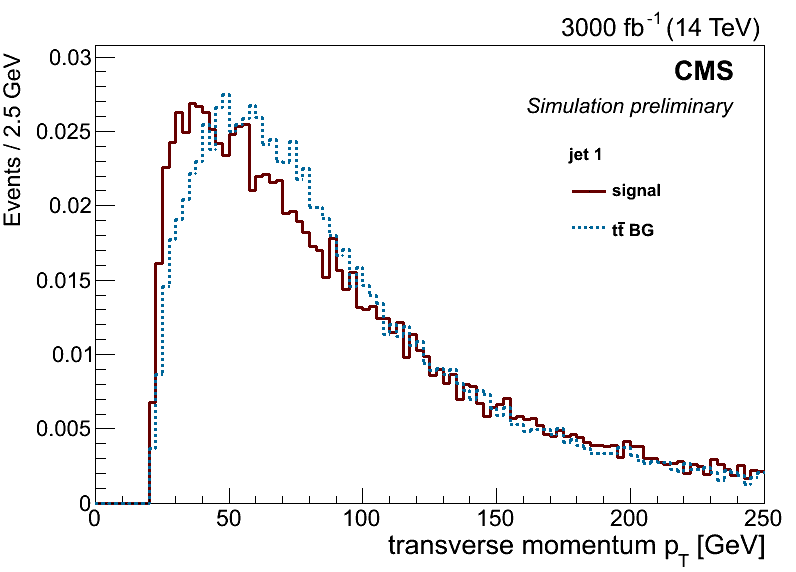 3000 fb⁻¹ (14 TeV)
CMS
Simulation preliminary
jet 1
signal
tt̄ BG
Events / 2.5 GeV
0.03
0.025
0.02
0.015
0.01
0.005
0
0 50 100 150 200 250
transverse momentum p_T [GeV]